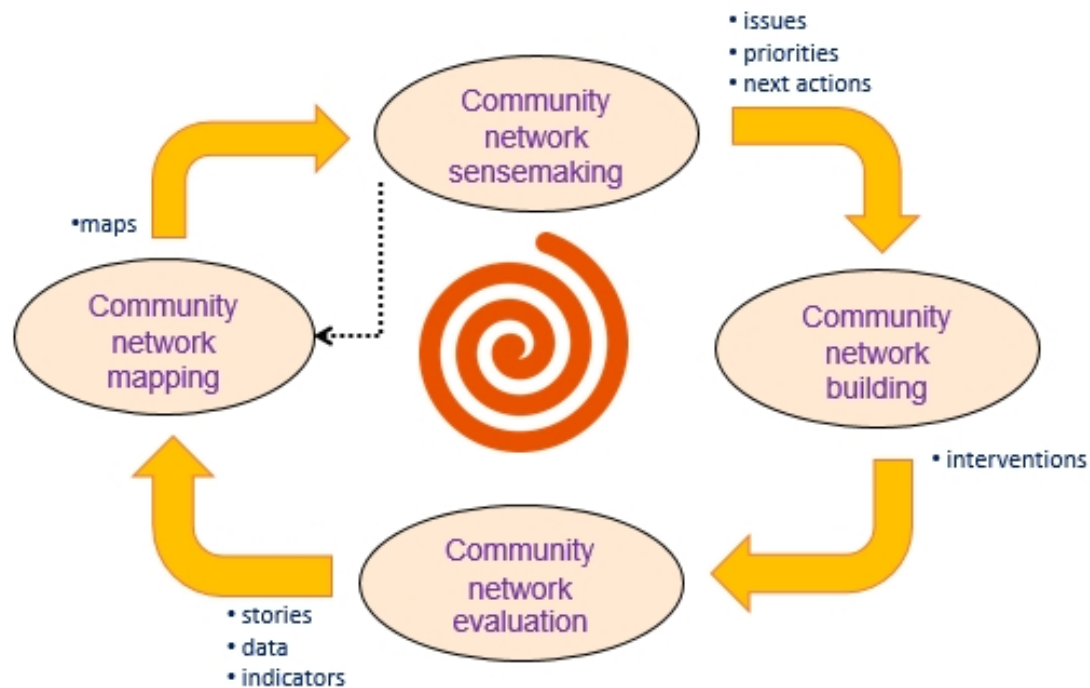 • issues
• priorities
• next actions
Community
network
sensemaking
•maps
Community
network
mapping
Community
network
building
• interventions
Community
network
evaluation
• stories
• data
• indicators